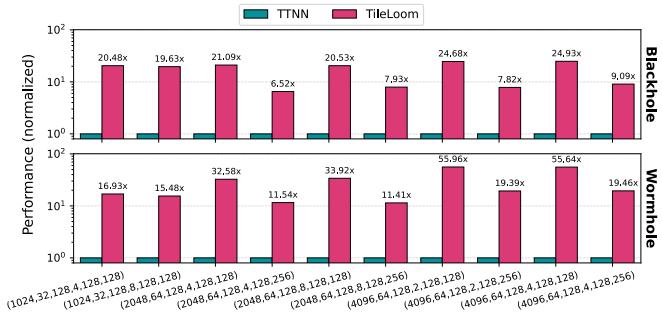 TTNN TileLoom
10²
10¹
10⁰
20,48x 19,63x 21,09x 6,52x 20,53x 7,93x 24,68x 7,82x 24,93x 9,09x
Blackhole
Performance (normalized)
10²
10¹
10⁰
16,93x 15,48x 32,58x 11,54x 33,92x 11,41x 55,96x 19,39x 55,64x 19,46x
Wormhole
(1024,32,128,4,128,128)
(1024,32,128,8,128,128)
(2048,64,128,4,128,128)
(2048,64,128,4,128,256)
(2048,64,128,8,128,128)
(2048,64,128,8,128,256)
(4096,64,128,2,128,128)
(4096,64,128,2,128,256)
(4096,64,128,4,128,128)
(4096,64,128,4,128,256)